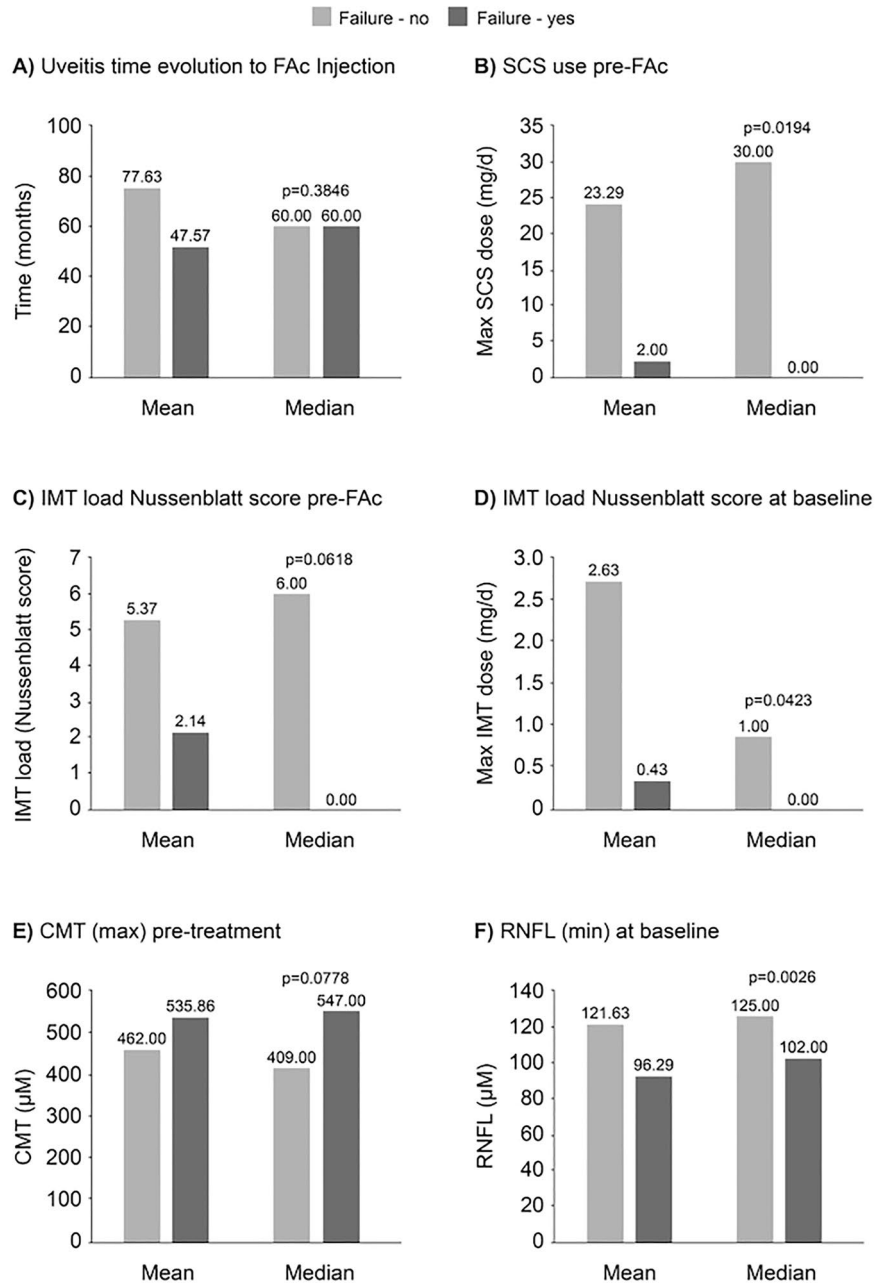 Failure - no Failure - yes
A) Uveitis time evolution to FAc Injection
Time (months)
100
80
60
40
20
0
77.63
47.57
p=0.3846
60.00 60.00
Mean Median
B) SCS use pre-FAc
Max SCS dose (mg/d)
35
30
25
20
15
10
5
0
23.29
2.00
p=0.0194
30.00
0.00
Mean Median
C) IMT load Nussenblatt score pre-FAc
IMT load (Nussenblatt score)
7
6
5
4
3
2
1
0
5.37
2.14
p=0.0618
6.00
0.00
Mean Median
D) IMT load Nussenblatt score at baseline
Max IMT dose (mg/d)
3.0
2.5
2.0
1.5
1.0
0.5
0
2.63
0.43
p=0.0423
1.00
0.00
Mean Median
E) CMT (max) pre-treatment
CMT (µM)
600
500
400
300
200
100
0
462.00
535.86
p=0.0778
409.00
547.00
Mean Median
F) RNFL (min) at baseline
RNFL (µM)
140
120
100
80
60
40
20
0
121.63
96.29
p=0.0026
125.00
102.00
Mean Median